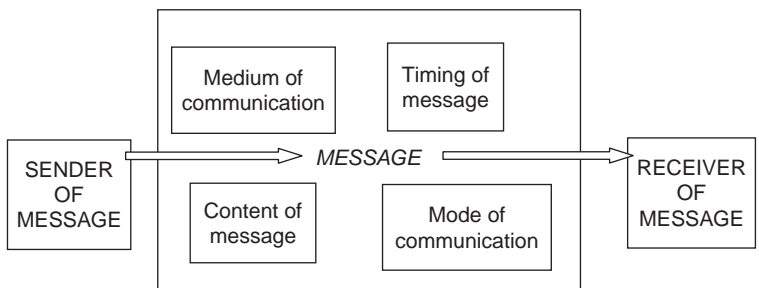 Medium of
communication
Timing of
message
SENDER
OF
MESSAGE
MESSAGE
RECEIVER
OF
MESSAGE
Content of
message
Mode of
communication